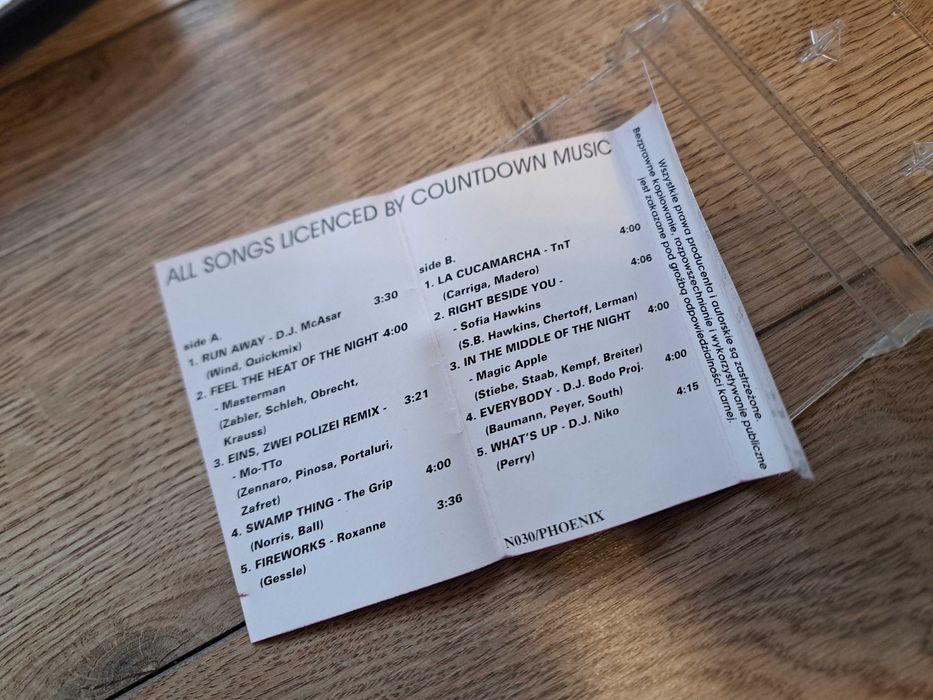 ALL SONGS LICENCED BY COUNTDOWN MUSIC
side A.
1. RUN AWAY - D.J. McAsar 3:30
(Wind, Quickmix)
2. FEEL THE HEAT OF THE NIGHT 4:00
- Masterman
(Zabler, Schleh, Obrecht,
Krauss)
3. EINS, ZWEI POLIZEI REMIX - 3:21
- Mo-TTo
(Zennaro, Pinosa, Portaluri,
Zafret)
4. SWAMP THING - The Grip 4:00
(Norris, Ball)
5. FIREWORKS - Roxanne 3:36
(Gessle)
side B.
1. LA CUCAMARCHA - TnT 4:00
(Carriga, Madero)
2. RIGHT BESIDE YOU - 4:06
- Sofia Hawkins
(S.B. Hawkins, Chertoff, Lerman)
3. IN THE MIDDLE OF THE NIGHT 4:00
- Magic Apple
(Stiebe, Staab, Kempf, Breiter)
4. EVERYBODY - D.J. Bodo Proj. 4:00
(Baumann, Peyer, South)
5. WHAT'S UP - D.J. Niko 4:15
(Perry)
N030/PHOENIX
Wszystkie prawa producenta i autorskie są zastrzeżone.
Bezprawne kopiowanie, rozpowszechnianie i wykorzystywanie publiczne
jest zakazane pod groźbą odpowiedzialności karnej.